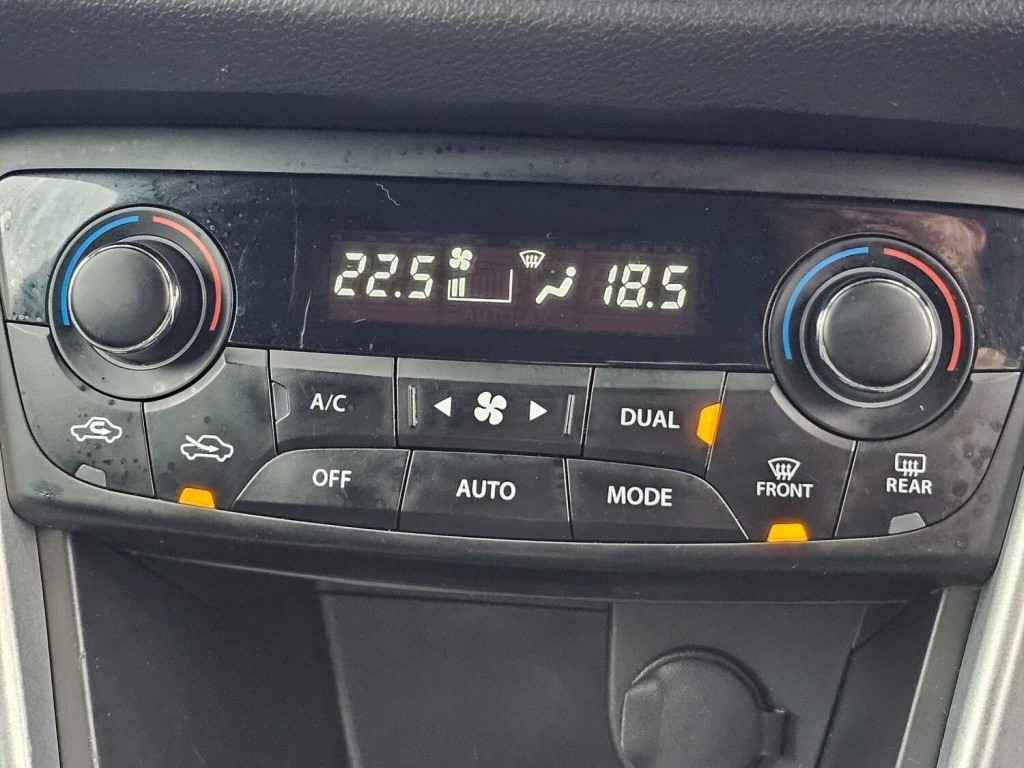 22.5 18.5
A/C
DUAL
OFF
AUTO
MODE
FRONT
REAR